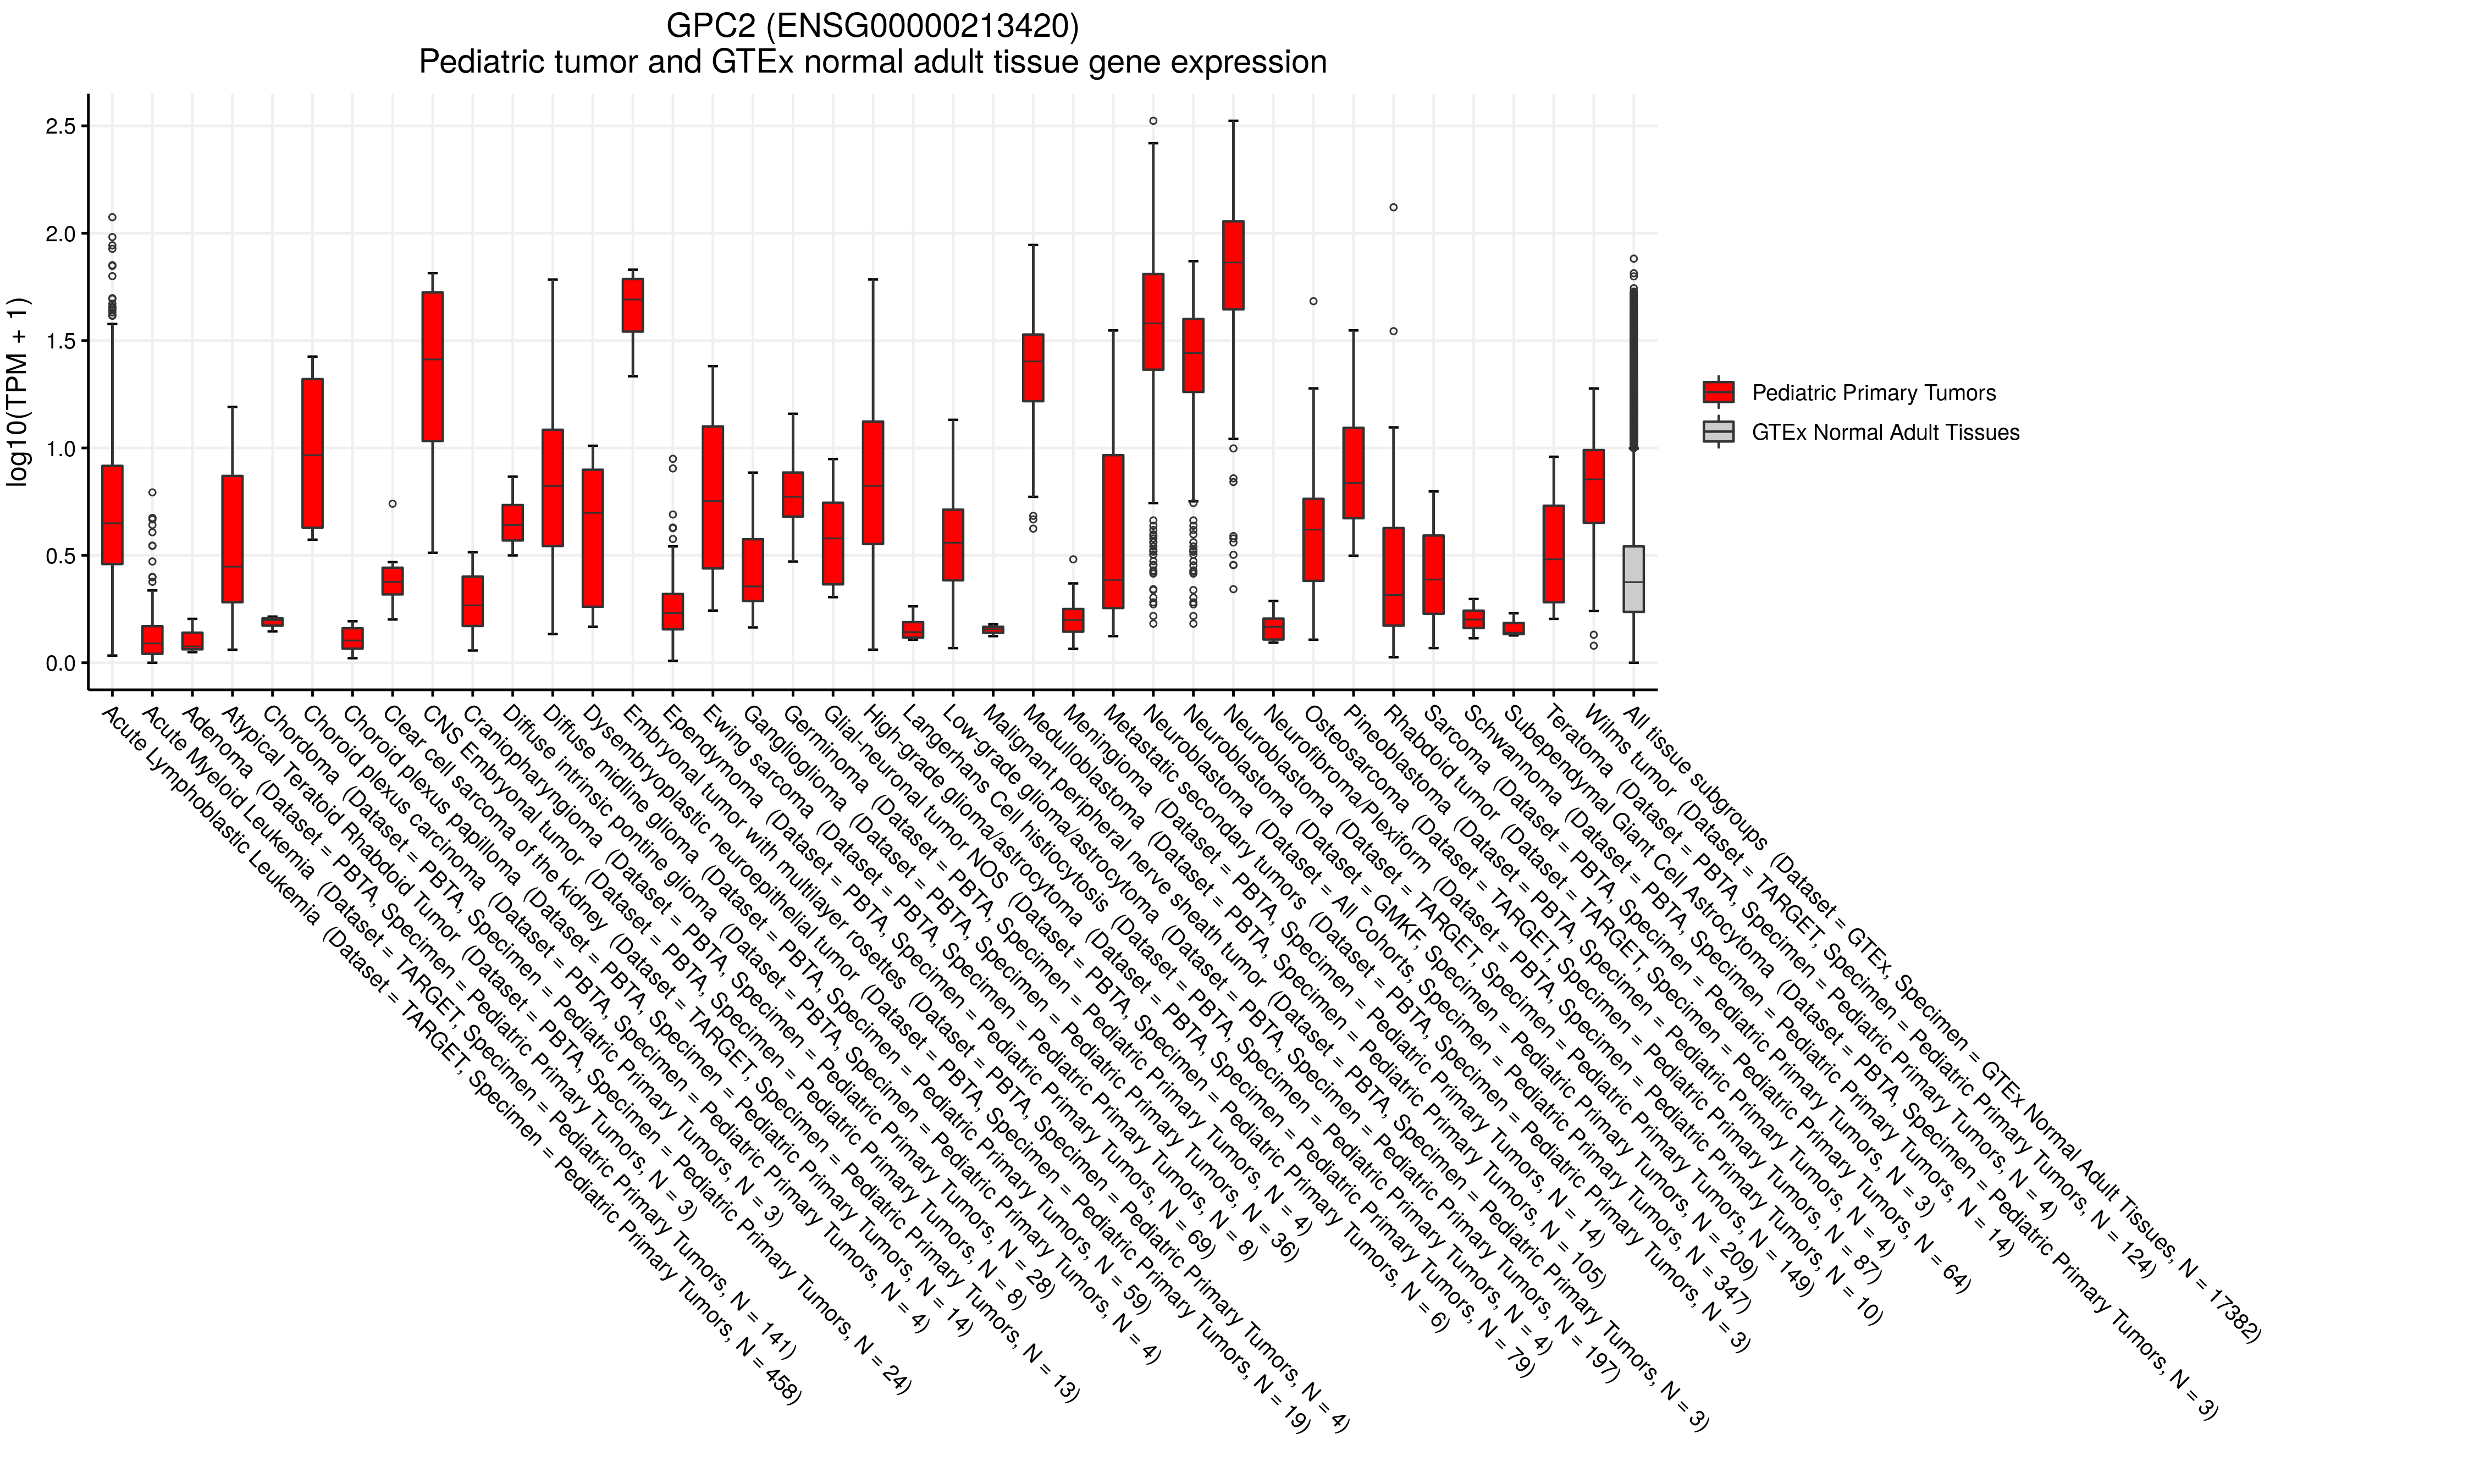 GPC2 (ENSG00000213420)
Pediatric tumor and GTEx normal adult tissue gene expression
log10(TPM + 1)
2.5
2.0
1.5
1.0
0.5
0.0
Acute Lymphoblastic Leukemia (Dataset = TARGET, Specimen = Pediatric Primary Tumors, N = 458)
Acute Myeloid Leukemia (Dataset = TARGET, Specimen = Pediatric Primary Tumors, N = 141)
Adenoma (Dataset = PBTA, Specimen = Pediatric Primary Tumors, N = 3)
Atypical Teratoid Rhabdoid Tumor (Dataset = PBTA, Specimen = Pediatric Primary Tumors, N = 24)
Chordoma (Dataset = PBTA, Specimen = Pediatric Primary Tumors, N = 3)
Choroid plexus carcinoma (Dataset = PBTA, Specimen = Pediatric Primary Tumors, N = 4)
Choroid plexus papilloma (Dataset = PBTA, Specimen = Pediatric Primary Tumors, N = 14)
Clear cell sarcoma of the kidney (Dataset = TARGET, Specimen = Pediatric Primary Tumors, N = 13)
CNS Embryonal tumor (Dataset = PBTA, Specimen = Pediatric Primary Tumors, N = 8)
Craniopharyngioma (Dataset = PBTA, Specimen = Pediatric Primary Tumors, N = 28)
Diffuse intrinsic pontine glioma (Dataset = PBTA, Specimen = Pediatric Primary Tumors, N = 4)
Diffuse midline glioma (Dataset = PBTA, Specimen = Pediatric Primary Tumors, N = 59)
Dysembryoplastic neuroepithelial tumor (Dataset = PBTA, Specimen = Pediatric Primary Tumors, N = 19)
Embryonal tumor with multilayer rosettes (Dataset = PBTA, Specimen = Pediatric Primary Tumors, N = 4)
Ependymoma (Dataset = PBTA, Specimen = Pediatric Primary Tumors, N = 69)
Ewing sarcoma (Dataset = PBTA, Specimen = Pediatric Primary Tumors, N = 8)
Ganglioglioma (Dataset = PBTA, Specimen = Pediatric Primary Tumors, N = 36)
Germinoma (Dataset = PBTA, Specimen = Pediatric Primary Tumors, N = 4)
Glial-neuronal tumor NOS (Dataset = PBTA, Specimen = Pediatric Primary Tumors, N = 6)
High-grade glioma/astrocytoma (Dataset = PBTA, Specimen = Pediatric Primary Tumors, N = 79)
Langerhans Cell histiocytosis (Dataset = PBTA, Specimen = Pediatric Primary Tumors, N = 4)
Low-grade glioma/astrocytoma (Dataset = PBTA, Specimen = Pediatric Primary Tumors, N = 197)
Malignant peripheral nerve sheath tumor (Dataset = PBTA, Specimen = Pediatric Primary Tumors, N = 3)
Medulloblastoma (Dataset = PBTA, Specimen = Pediatric Primary Tumors, N = 105)
Meningioma (Dataset = PBTA, Specimen = Pediatric Primary Tumors, N = 14)
Metastatic secondary tumors (Dataset = PBTA, Specimen = Pediatric Primary Tumors, N = 3)
Neuroblastoma (Dataset = All Cohorts, Specimen = Pediatric Primary Tumors, N = 347)
Neuroblastoma (Dataset = GMKF, Specimen = Pediatric Primary Tumors, N = 209)
Neuroblastoma (Dataset = TARGET, Specimen = Pediatric Primary Tumors, N = 149)
Neurofibroma/Plexiform (Dataset = PBTA, Specimen = Pediatric Primary Tumors, N = 10)
Osteosarcoma (Dataset = TARGET, Specimen = Pediatric Primary Tumors, N = 87)
Pineoblastoma (Dataset = PBTA, Specimen = Pediatric Primary Tumors, N = 4)
Rhabdoid tumor (Dataset = TARGET, Specimen = Pediatric Primary Tumors, N = 64)
Sarcoma (Dataset = PBTA, Specimen = Pediatric Primary Tumors, N = 3)
Schwannoma (Dataset = PBTA, Specimen = Pediatric Primary Tumors, N = 14)
Subependymal Giant Cell Astrocytoma (Dataset = PBTA, Specimen = Pediatric Primary Tumors, N = 3)
Teratoma (Dataset = PBTA, Specimen = Pediatric Primary Tumors, N = 4)
Wilms tumor (Dataset = TARGET, Specimen = Pediatric Primary Tumors, N = 124)
All tissue subgroups (Dataset = GTEx, Specimen = GTEx Normal Adult Tissues, N = 17382)
Pediatric Primary Tumors
GTEx Normal Adult Tissues